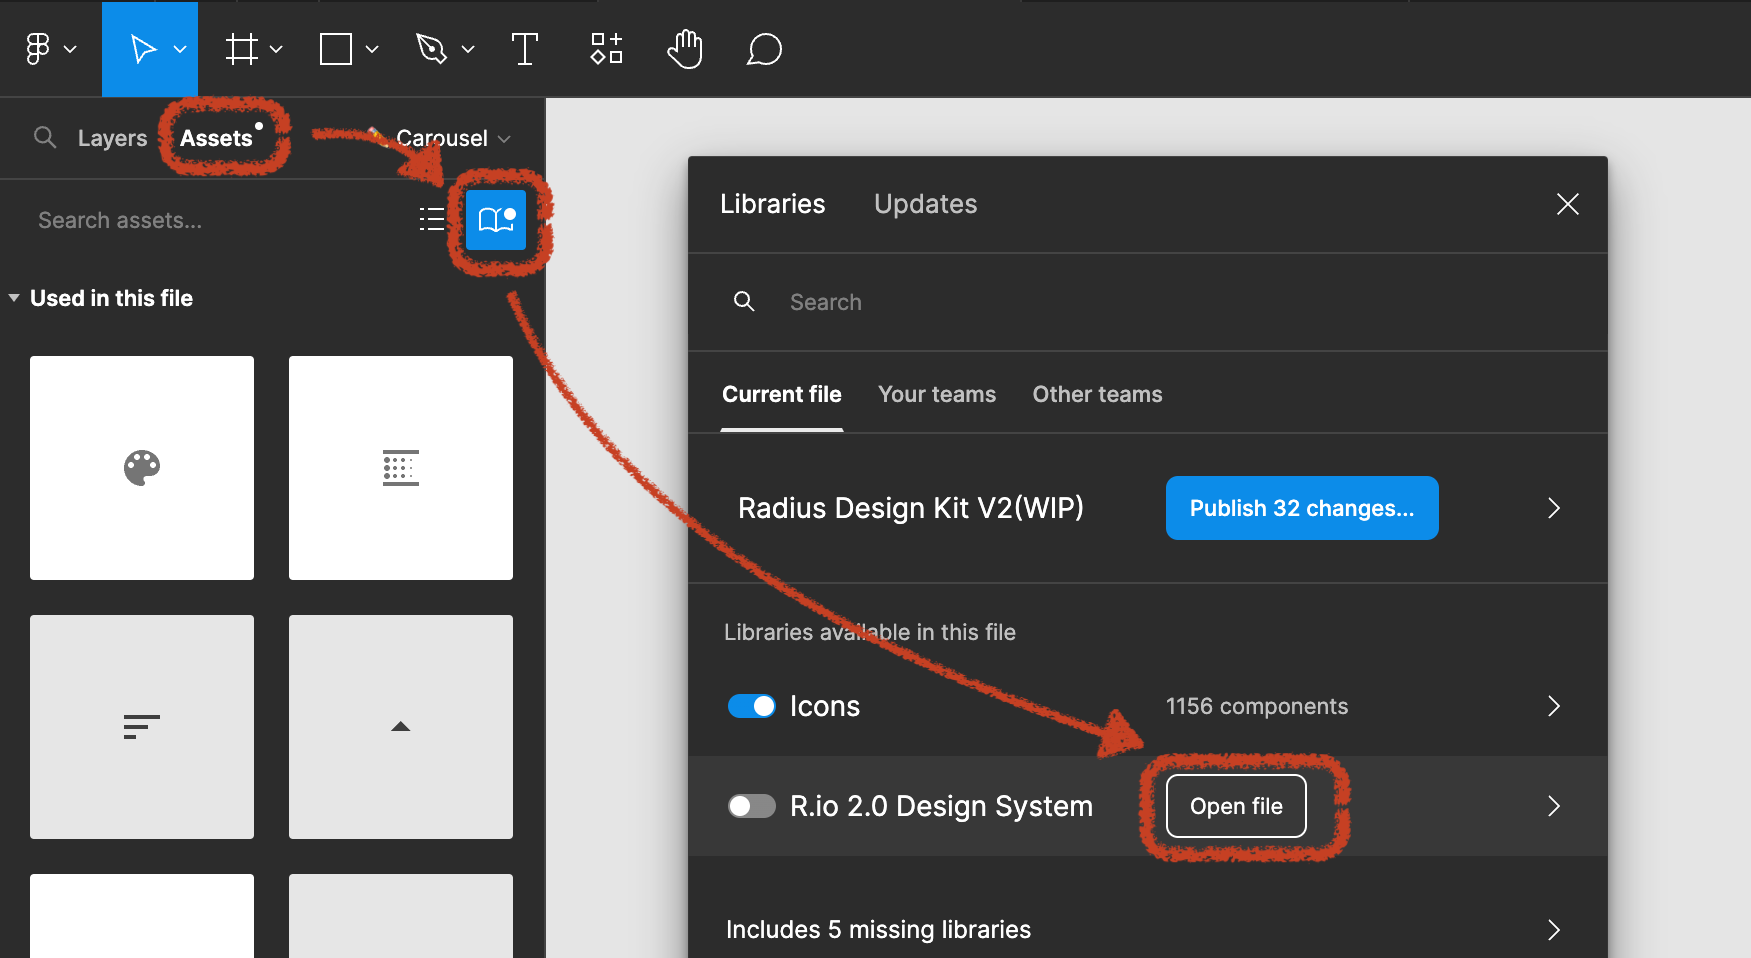 Layers
Assets
Carousel
Search assets...
Used in this file
Libraries
Updates
Search
Current file
Your teams
Other teams
Radius Design Kit V2(WIP)
Publish 32 changes...
Libraries available in this file
Icons
1156 components
R.io 2.0 Design System
Open file
Includes 5 missing libraries